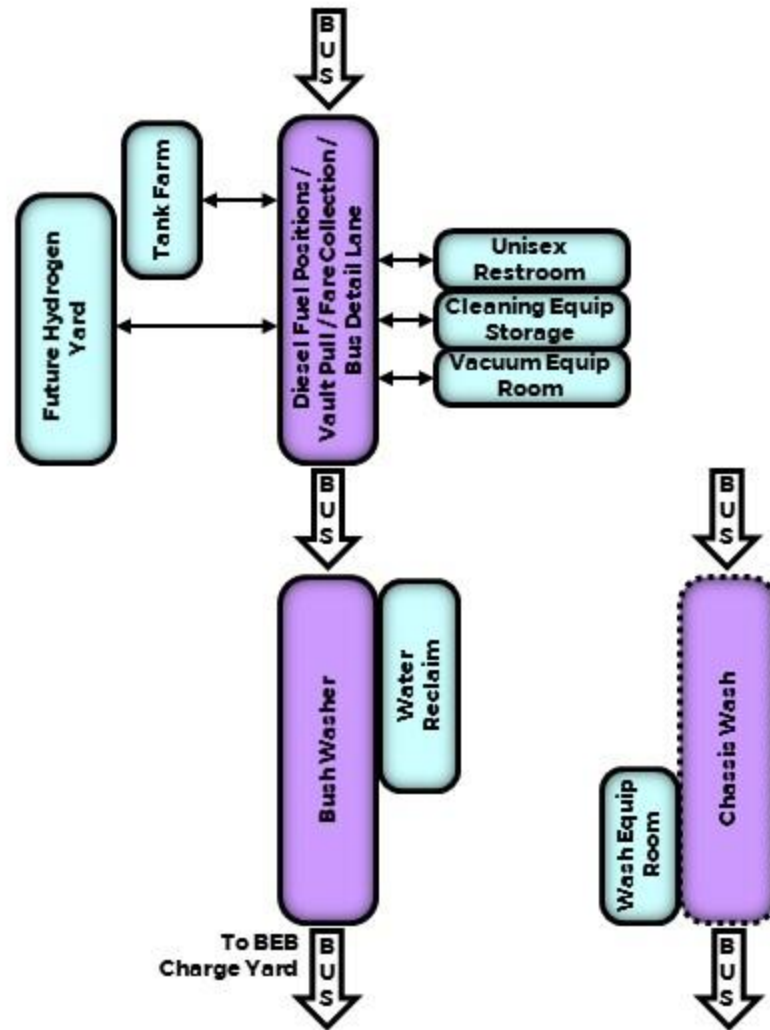 BUS
Tank Farm
Future Hydrogen
Yard
Diesel Fuel Positions /
Vault Pull / Fare Collection /
Bus Detail Lane
Unisex
Restroom
Cleaning Equip
Storage
Vacuum Equip
Room
BUS
BUS
Bush Washer
Water
Reclaim
Chassis Wash
Wash Equip
Room
To BEB
Charge Yard
BUS
BUS